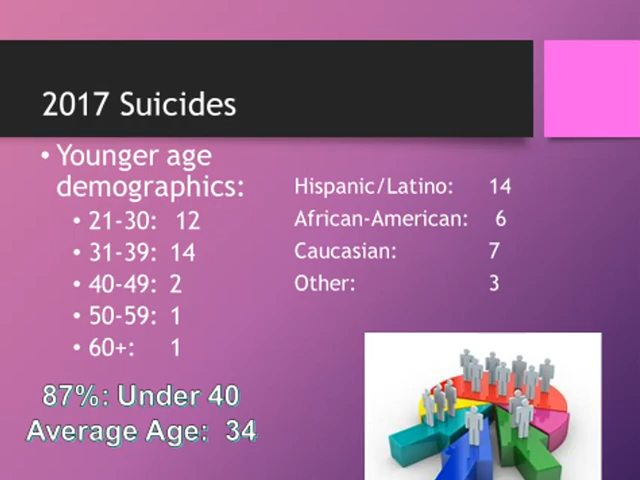 2017 Suicides
• Younger age
demographics:
• 21-30: 12
• 31-39: 14
• 40-49: 2
• 50-59: 1
• 60+: 1
87%: Under 40
Average Age: 34
Hispanic/Latino: 14
African-American: 6
Caucasian: 7
Other: 3